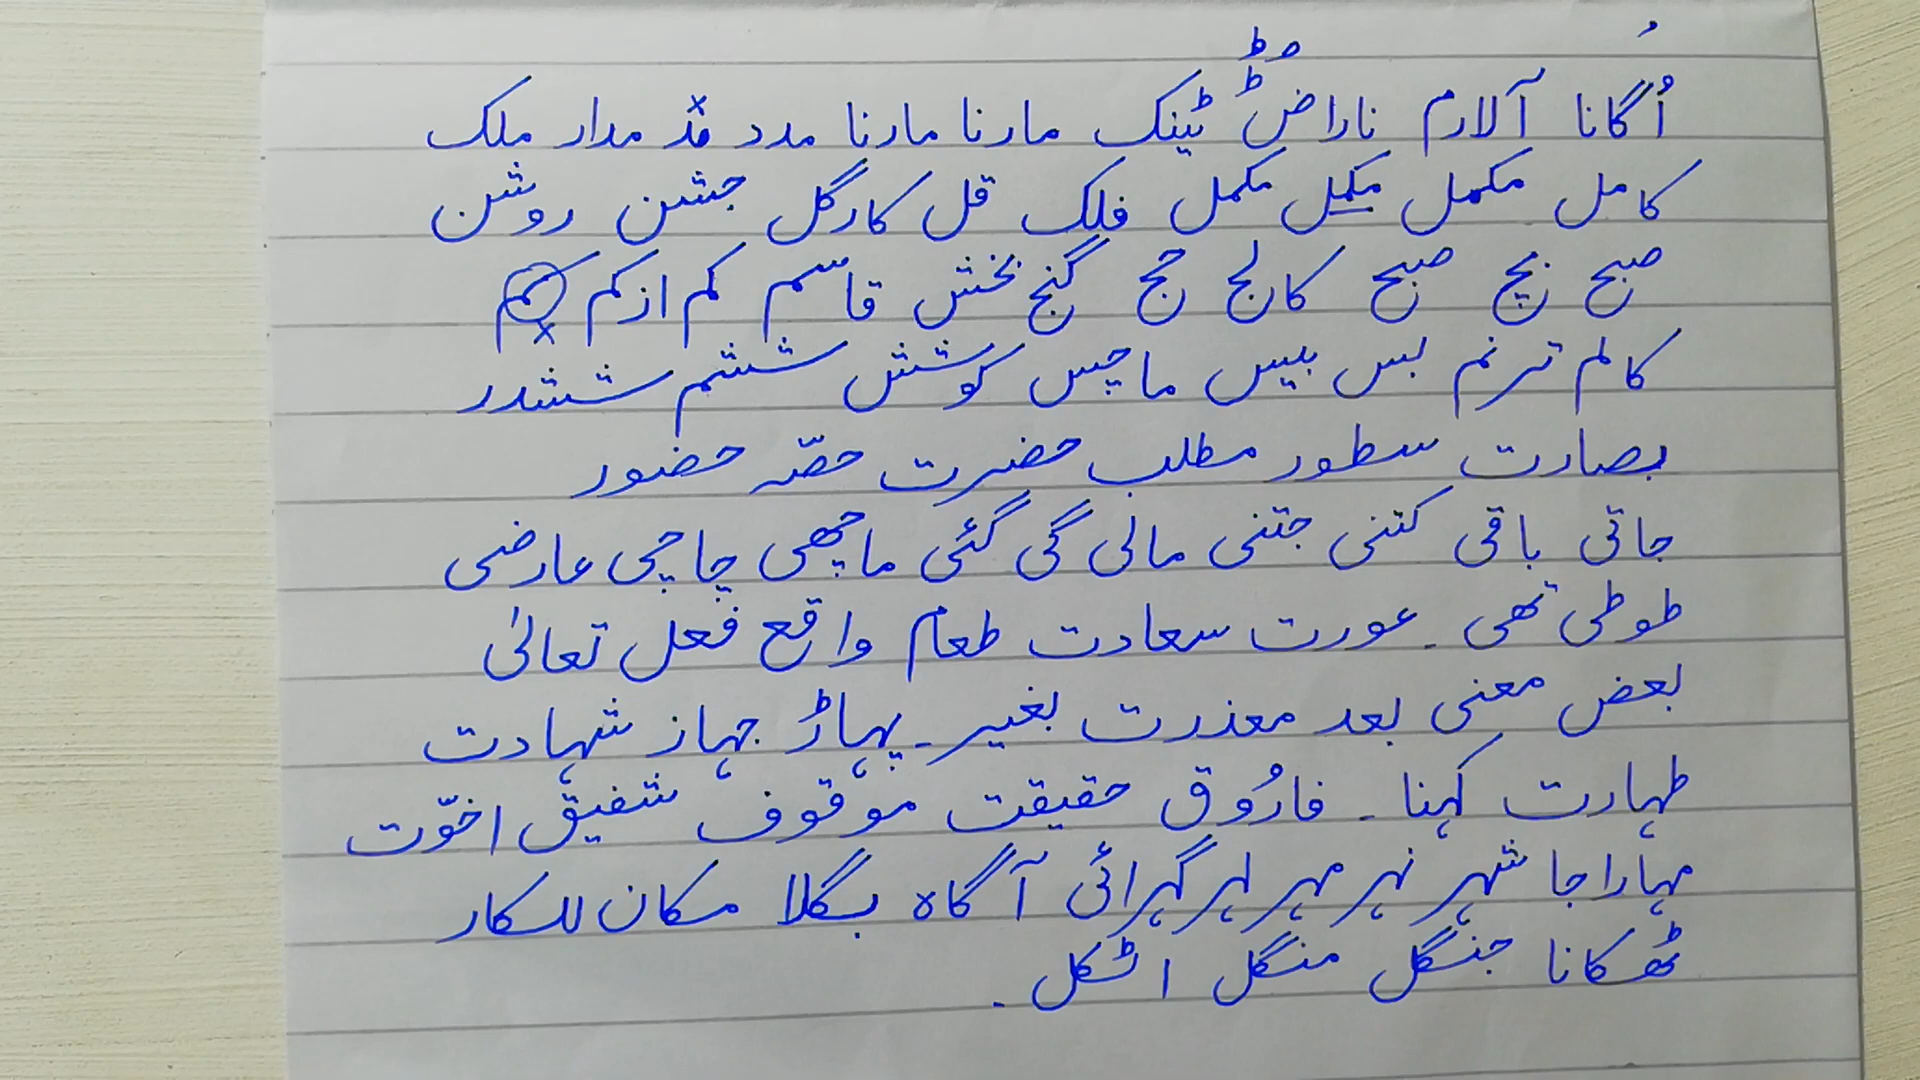 اُگانا آلارم ناراض ٹینک مارنا مارنا مدد مدار ملک
کامل مکمل مکمل مکمل فلک قل کارگل جشن روشن
صبح بچ صبح کالج حج گنج بخش قاسم کم ازکم
کالم ترنم بس بیس ماچس کوشش ششم ششدر
بصارت سطور مطلب حضرت حصّہ حضور
جاتی باقی کتنی جتنی مالی گی گئی ماچھی چاچی عارضی
طوطی تھی ۔ عورت سعادت طعام واقع فعل تعالیٰ
بعض معنی بعد معذرت بغیر ۔ پہاڑ جہاز شہادت
طہارت کہنا ۔ فارُوق حقیقت موقوف شفیق اخوّت
مہاراجا شہر نہر مہر لہر گہرائی آگاہ بگلا مکان للکار
ٹھکانا جنگل منگل اٹکل ۔